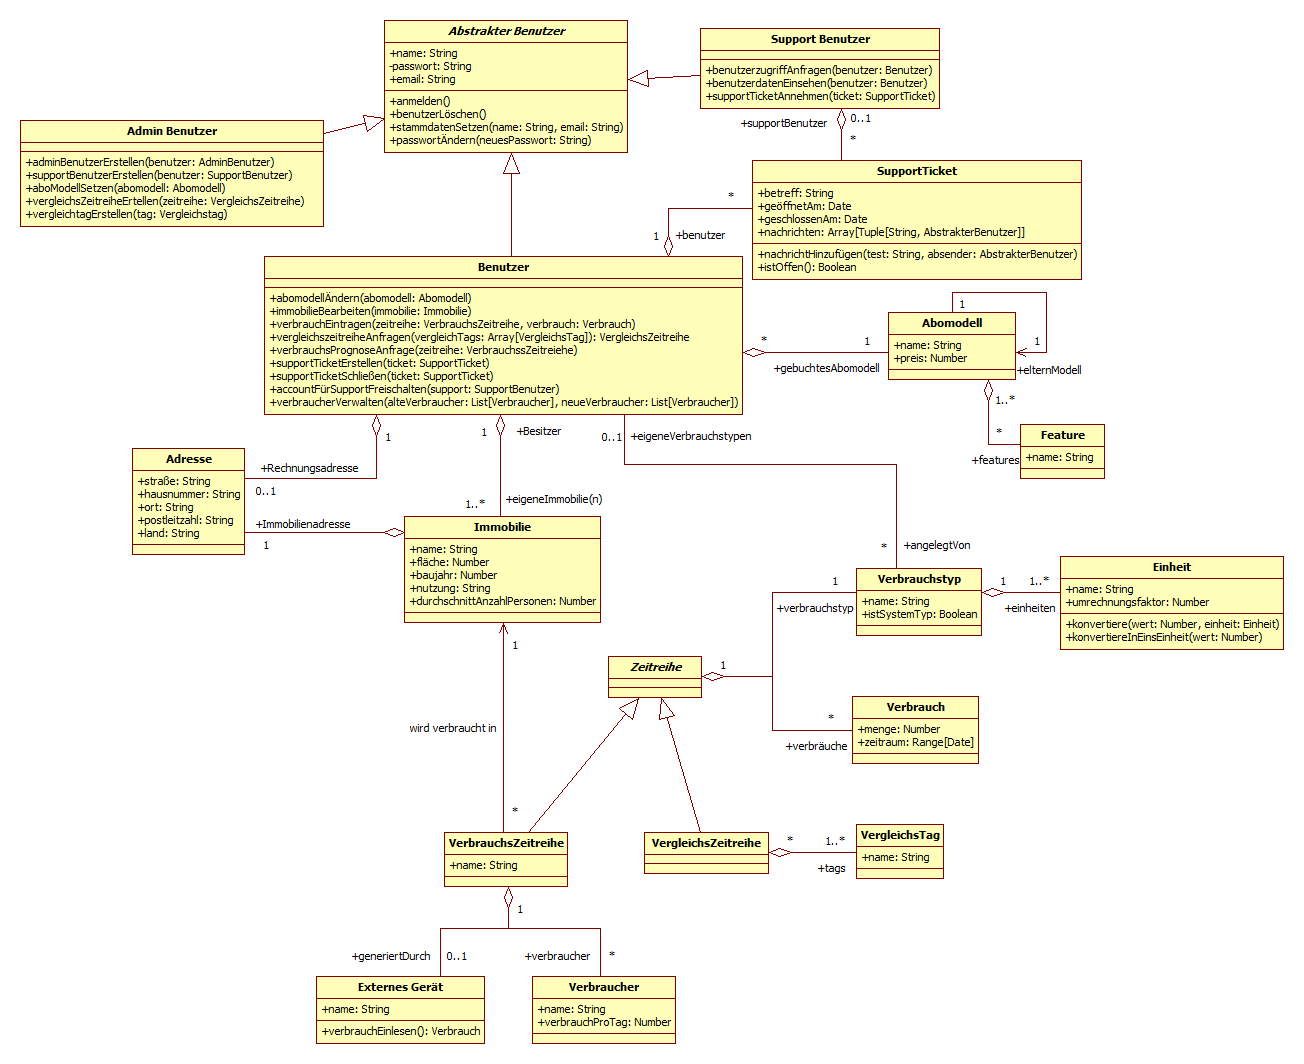 Abstrakter Benutzer
+name: String
-passwort: String
+email: String
+anmelden()
+benutzerLöschen()
+stammdatenSetzen(name: String, email: String)
+passwortÄndern(neuesPasswort: String)
Support Benutzer
+benutzerzugriffAnfragen(benutzer: Benutzer)
+benutzerdatenEinsehen(benutzer: Benutzer)
+supportTicketAnnehmen(ticket: SupportTicket)
+supportBenutzer
0..1
*
Admin Benutzer
+adminBenutzerErstellen(benutzer: AdminBenutzer)
+supportBenutzerErstellen(benutzer: SupportBenutzer)
+aboModellSetzen(abomodell: Abomodell)
+vergleichsZeitreiheErtellen(zeitreihe: VergleichsZeitreihe)
+vergleichtagErstellen(tag: Vergleichstag)
SupportTicket
+betreff: String
+geöffnetAm: Date
+geschlossenAm: Date
+nachrichten: Array[Tuple[String, AbstrakterBenutzer]]
+nachrichtHinzufügen(test: String, absender: AbstrakterBenutzer)
+istOffen(): Boolean
*
1
+benutzer
Benutzer
+abomodellÄndern(abomodell: Abomodell)
+immobilieBearbeiten(immobilie: Immobilie)
+verbrauchEintragen(zeitreihe: VerbrauchsZeitreihe, verbrauch: Verbrauch)
+vergleichszeitreiheAnfragen(vergleichTags: Array[VergleichsTag]): VergleichsZeitreihe
+verbrauchsPrognoseAnfrage(zeitreihe: VerbrauchssZeitreiehe)
+supportTicketErstellen(ticket: SupportTicket)
+supportTicketSchließen(ticket: SupportTicket)
+accountFürSupportFreischalten(support: SupportBenutzer)
+verbraucherVerwalten(alteVerbraucher: List[Verbraucher], neueVerbraucher: List[Verbraucher])
*
1
+gebuchtesAbomodell
Abomodell
+name: String
+preis: Number
1
1
+elternModell
1..*
*
+features
Feature
+name: String
1
+Rechnungsadresse
0..1
1
+Besitzer
1..*
+eigeneImmobilie(n)
0..1
+eigeneVerbrauchstypen
*
+angelegtVon
Adresse
+straße: String
+hausnummer: String
+ort: String
+postleitzahl: String
+land: String
+Immobilienadresse
1
Immobilie
+name: String
+fläche: Number
+baujahr: Number
+nutzung: String
+durchschnittAnzahlPersonen: Number
1
wird verbraucht in
*
Verbrauchstyp
+name: String
+istSystemTyp: Boolean
1
1..*
+einheiten
Einheit
+name: String
+umrechnungsfaktor: Number
+konvertiere(wert: Number, einheit: Einheit)
+konvertiereInEinsEinheit(wert: Number)
1
+verbrauchstyp
Zeitreihe
1
*
+verbräuche
Verbrauch
+menge: Number
+zeitraum: Range[Date]
VerbrauchsZeitreihe
+name: String
VergleichsZeitreihe
*
1..*
+tags
VergleichsTag
+name: String
1
+generiertDurch
0..1
+verbraucher
*
Externes Gerät
+name: String
+verbrauchEinlesen(): Verbrauch
Verbraucher
+name: String
+verbrauchProTag: Number